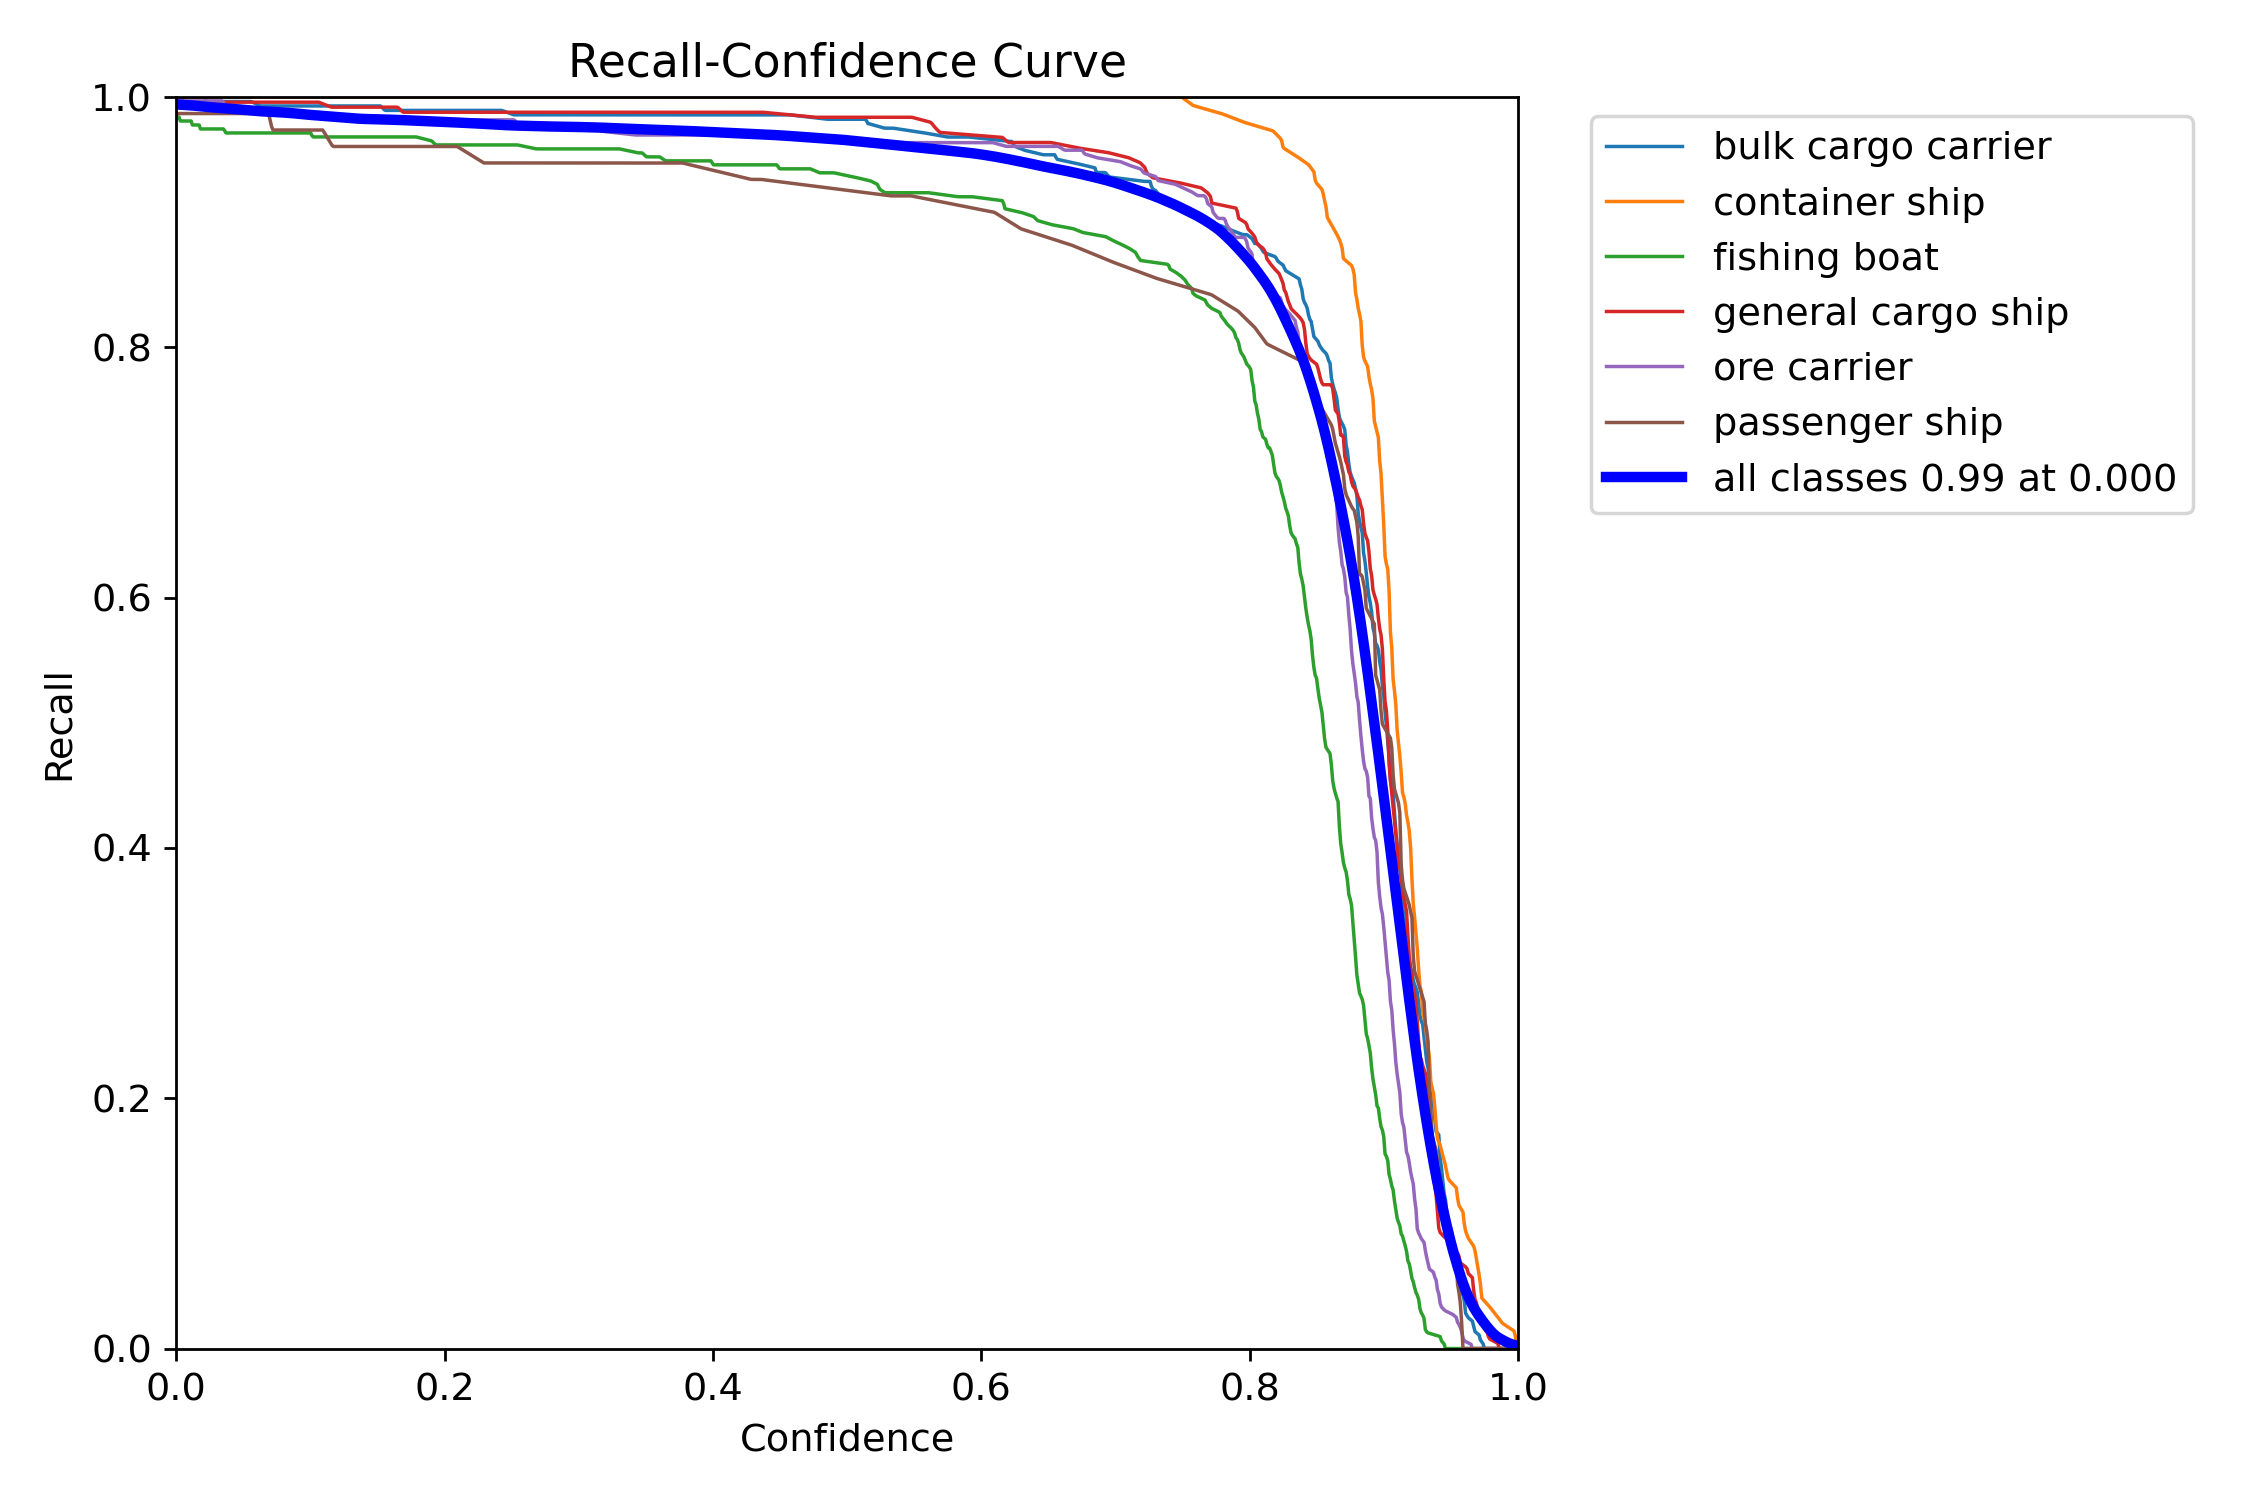 Recall-Confidence Curve
1.0
0.8
0.6
0.4
0.2
0.0
Recall
0.0 0.2 0.4 0.6 0.8 1.0
Confidence
bulk cargo carrier
container ship
fishing boat
general cargo ship
ore carrier
passenger ship
all classes 0.99 at 0.000